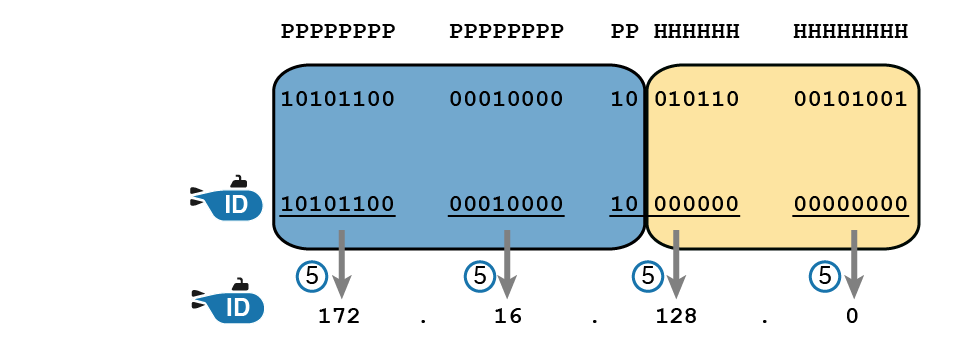 PPPPPPPP PPPPPPPP PP HHHHHH HHHHHHHH
10101100 00010000 10 010110 00101001
ID 10101100 00010000 10 000000 00000000
5 5 5 5
ID 172 . 16 . 128 . 0